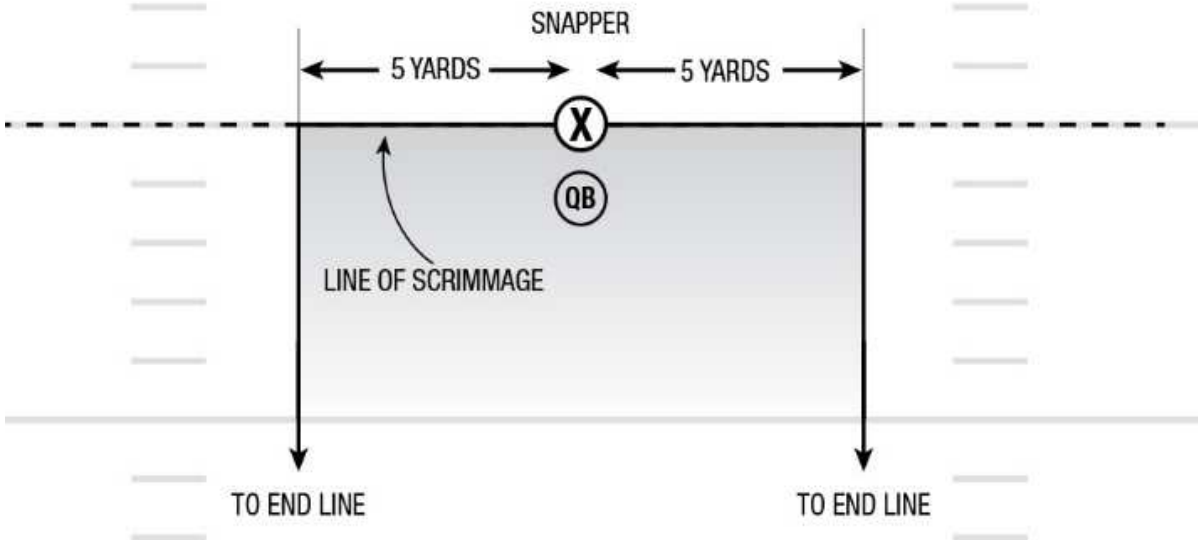 SNAPPER
5 YARDS
5 YARDS
X
QB
LINE OF SCRIMMAGE
TO END LINE
TO END LINE